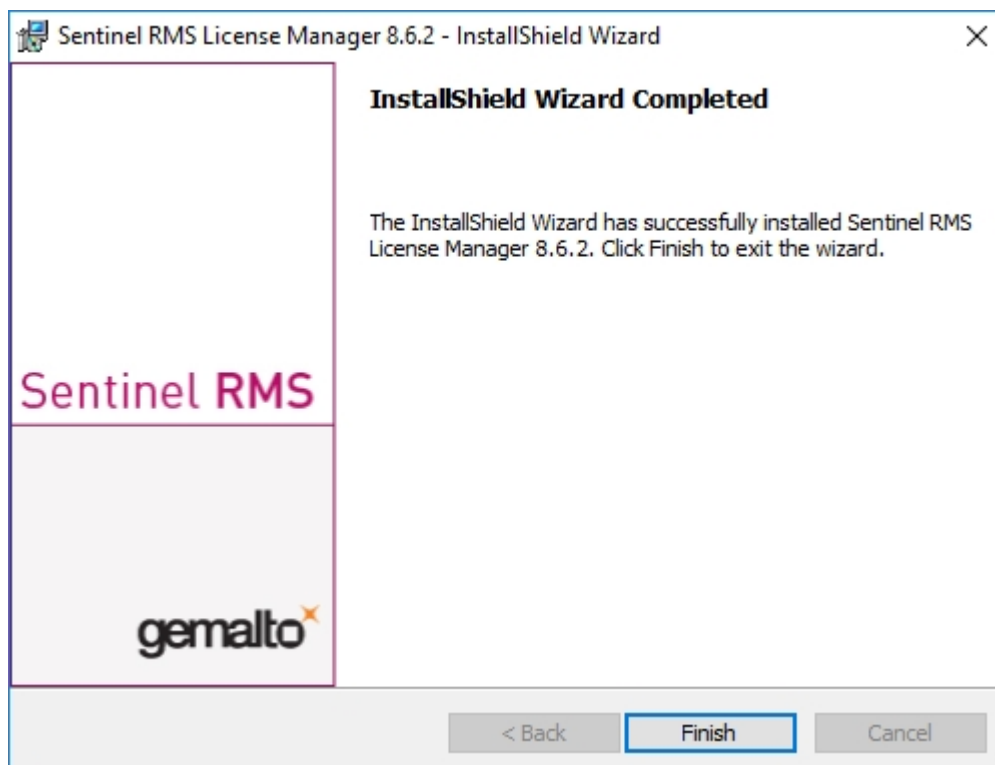 Sentinel RMS License Manager 8.6.2 - InstallShield Wizard
InstallShield Wizard Completed
The InstallShield Wizard has successfully installed Sentinel RMS
License Manager 8.6.2. Click Finish to exit the wizard.
Sentinel RMS
gemalto
< Back
Finish
Cancel